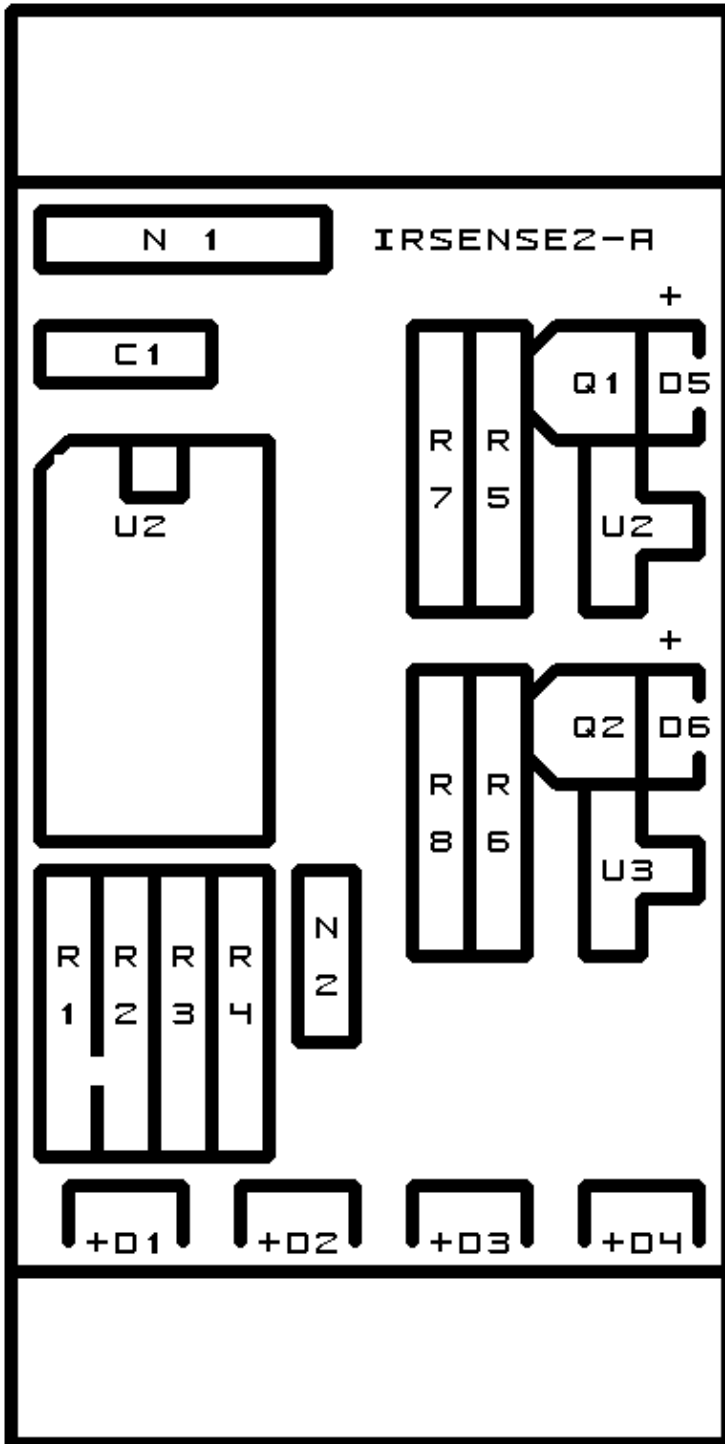 N 1 IRSENSE2-A
+
C1 Q1 D5
R R
7 5
U2 U2
+
Q2 D6
R R
8 6
U3
N
2
R R R R
1 2 3 4
+D1 +D2 +D3 +D4